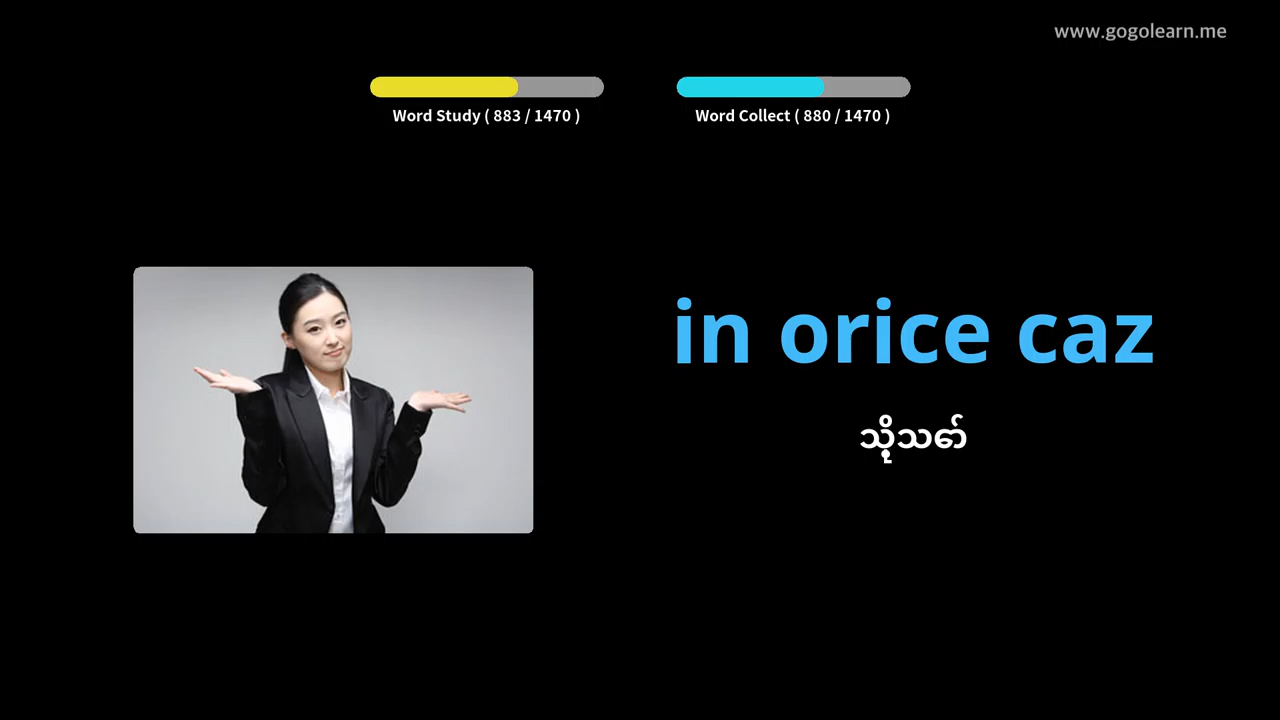 www.gogolearn.me
Word Study ( 883 / 1470 )
Word Collect ( 880 / 1470 )
in orice caz
သို့သော်